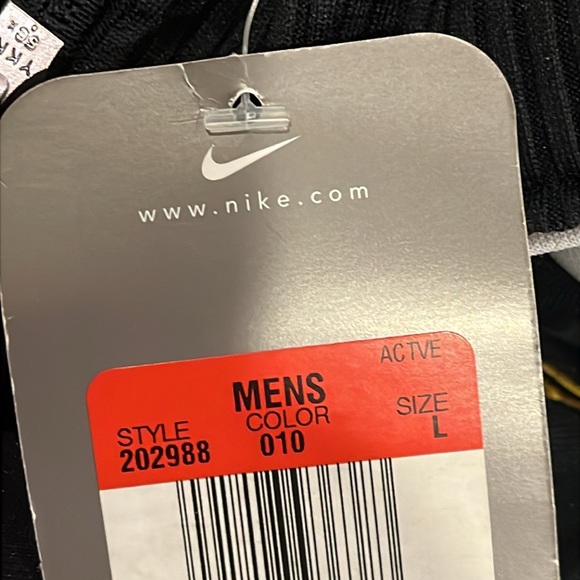 www.nike.com
ACTVE
MENS
STYLE COLOR SIZE
202988 010 L